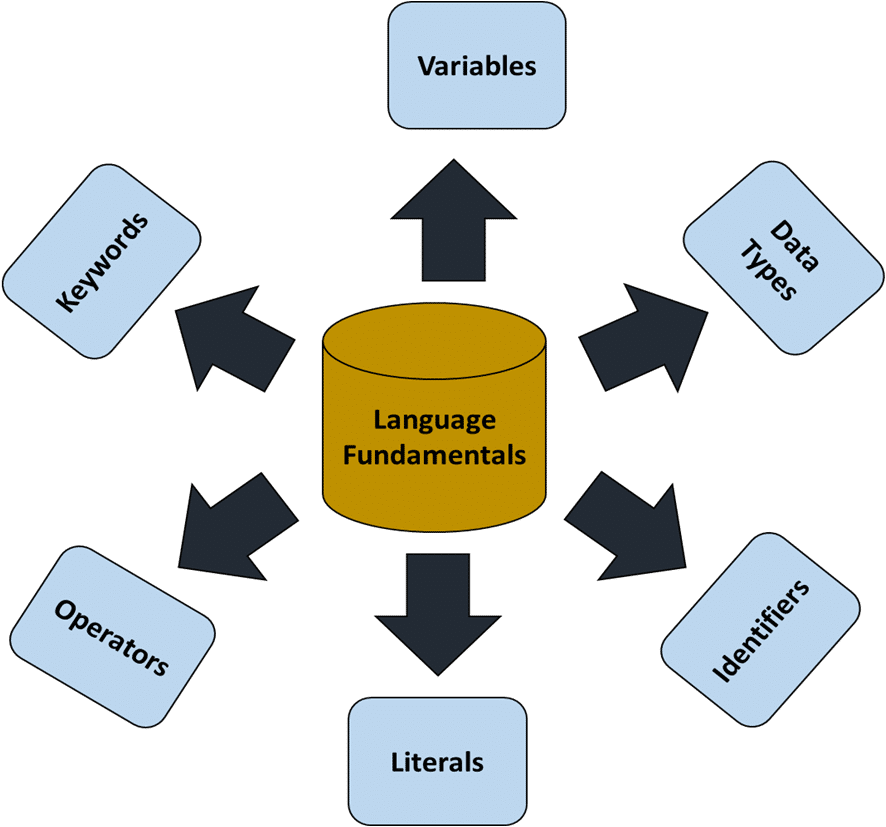 Variables
Keywords
Data
Types
Language
Fundamentals
Operators
Identifiers
Literals